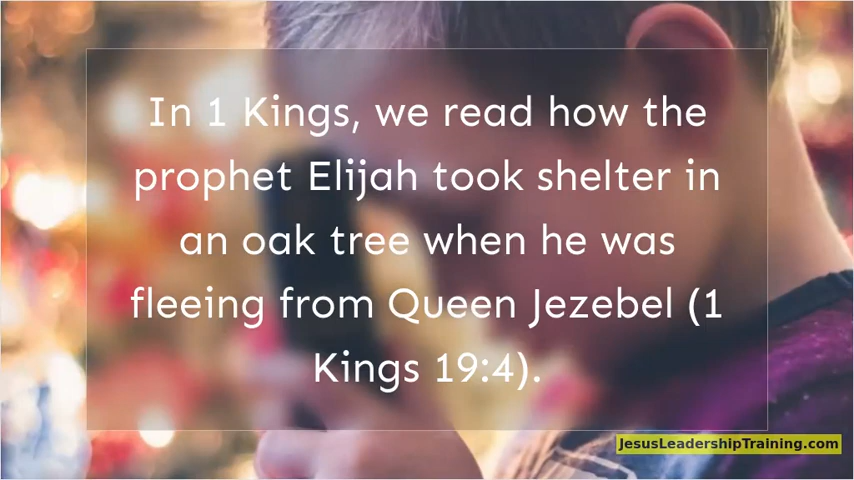 In 1 Kings, we read how the
prophet Elijah took shelter in
an oak tree when he was
fleeing from Queen Jezebel (1
Kings 19:4).
JesusLeadershipTraining.com